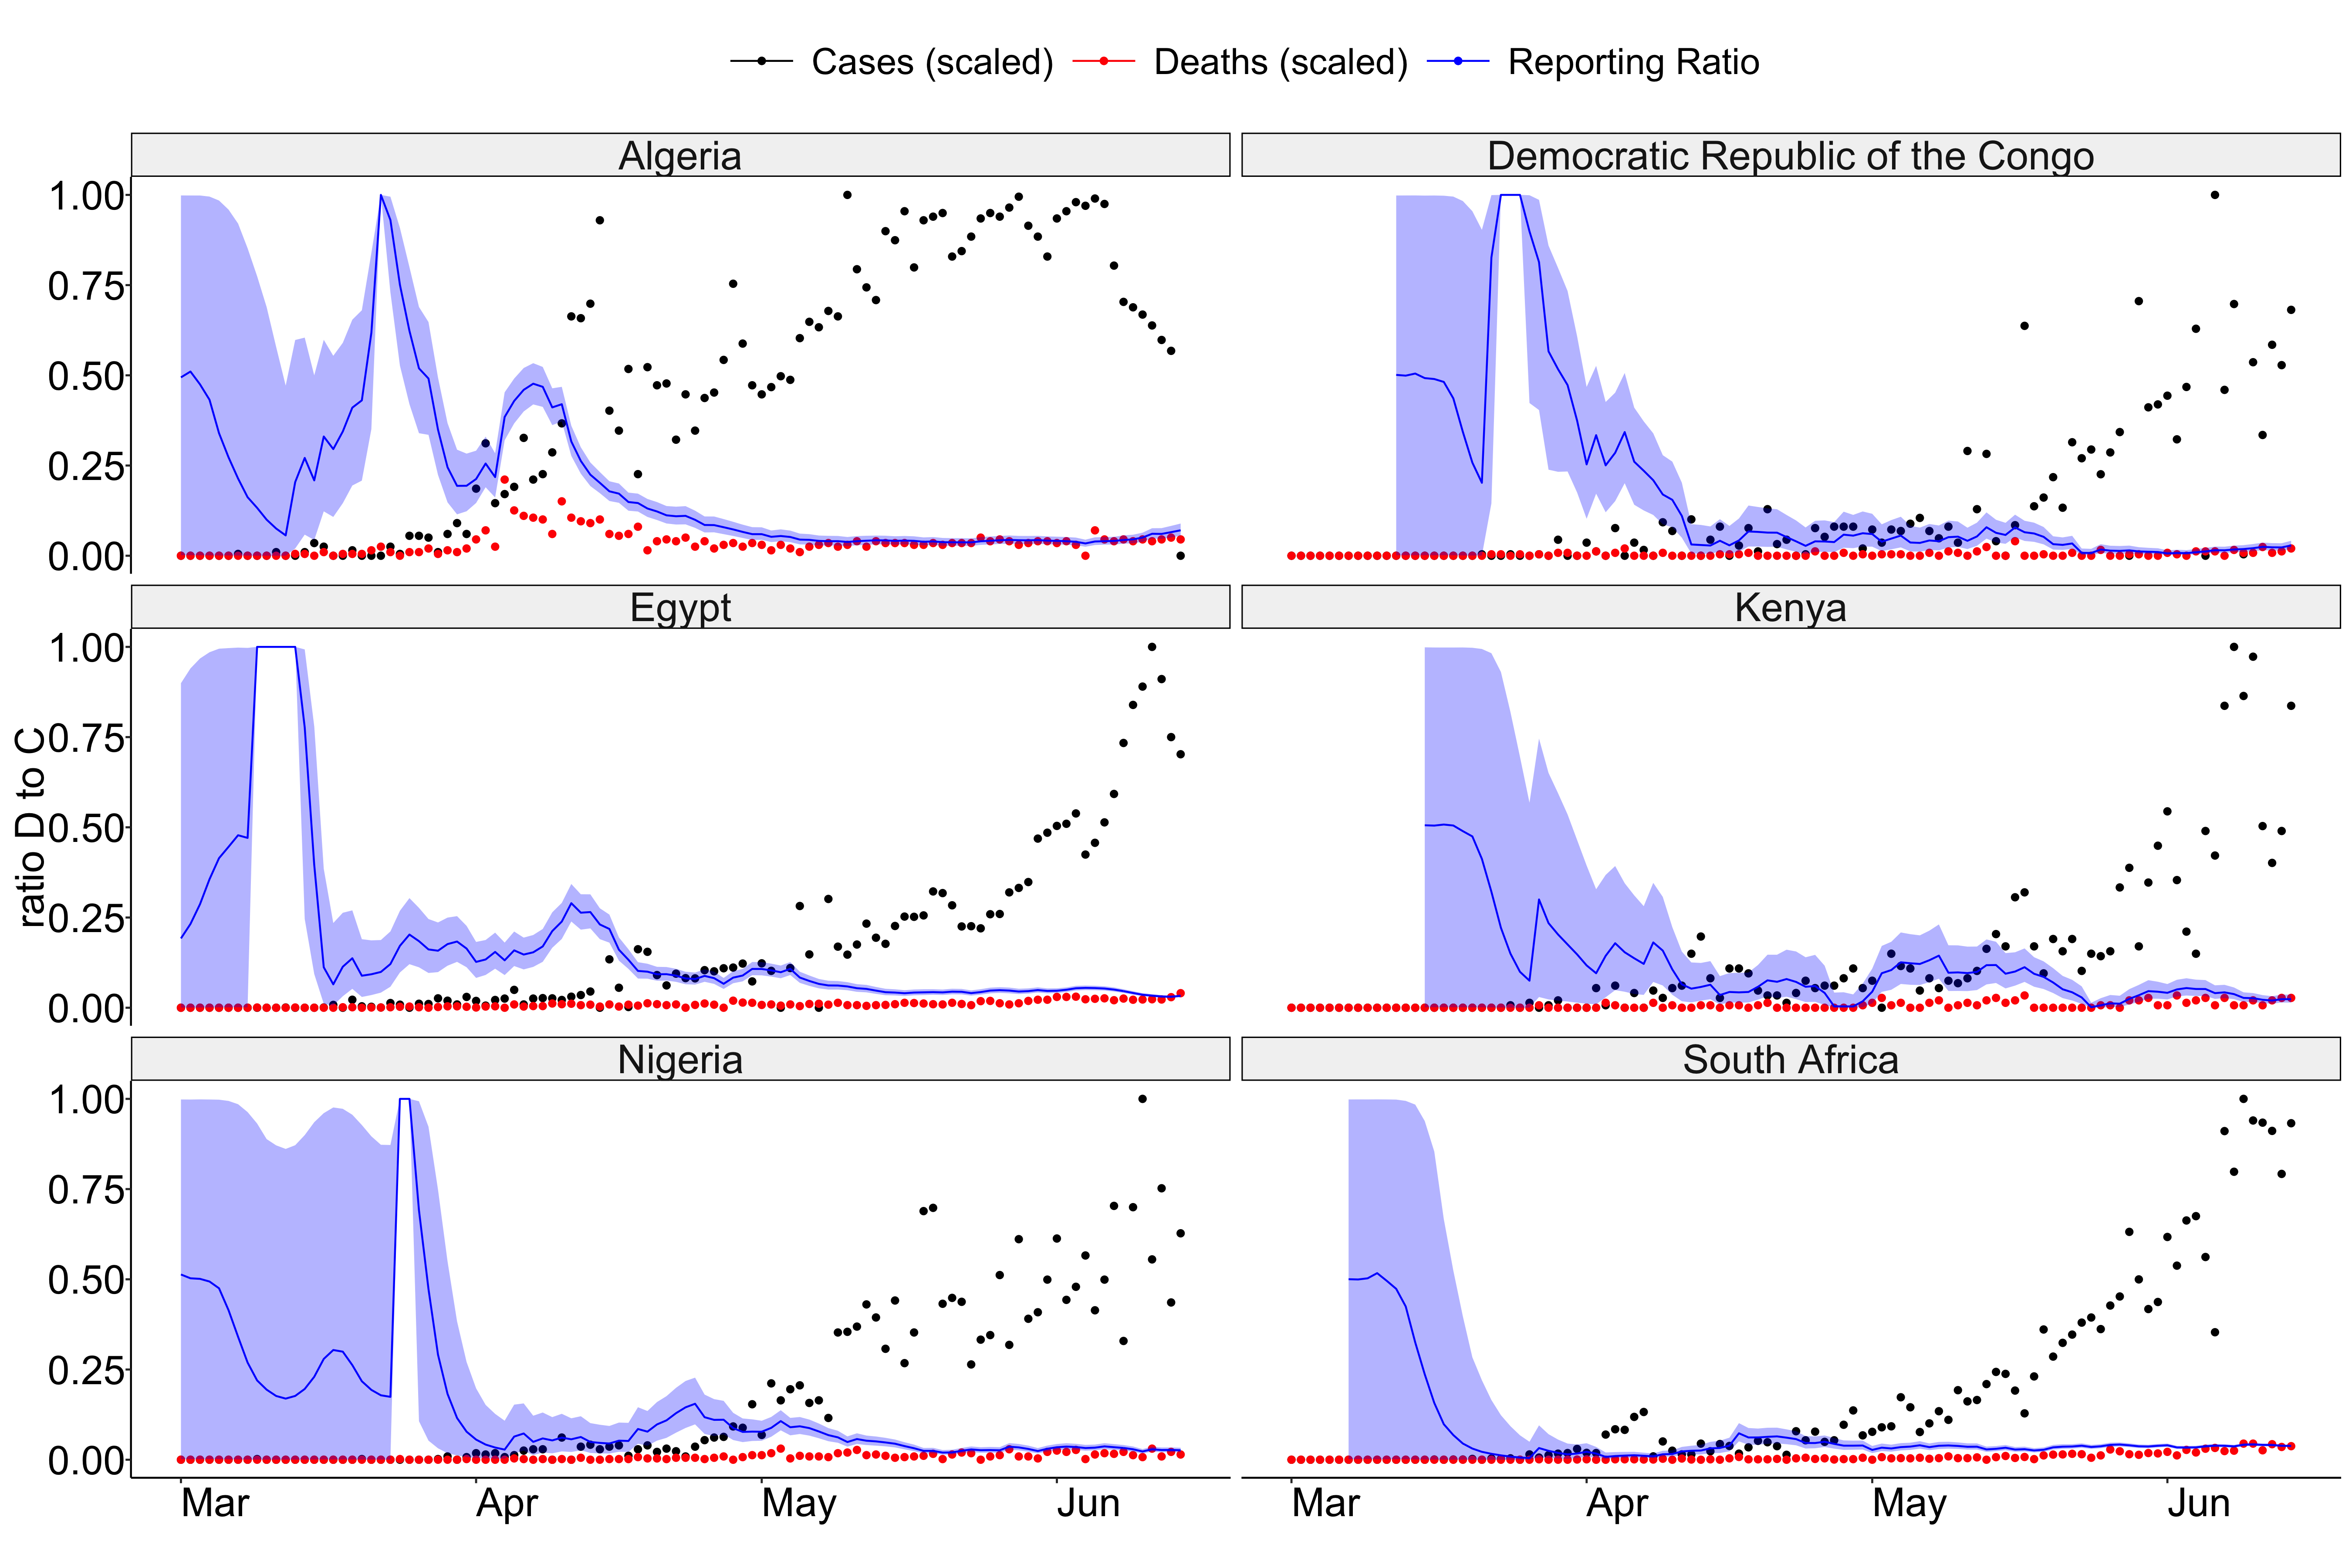 Cases (scaled) Deaths (scaled) Reporting Ratio
Algeria Democratic Republic of the Congo
1.00
0.75
0.50
0.25
0.00
Egypt Kenya
1.00
0.75
0.50
0.25
0.00
ratio D to C
Nigeria South Africa
1.00
0.75
0.50
0.25
0.00
Mar Apr May Jun Mar Apr May Jun